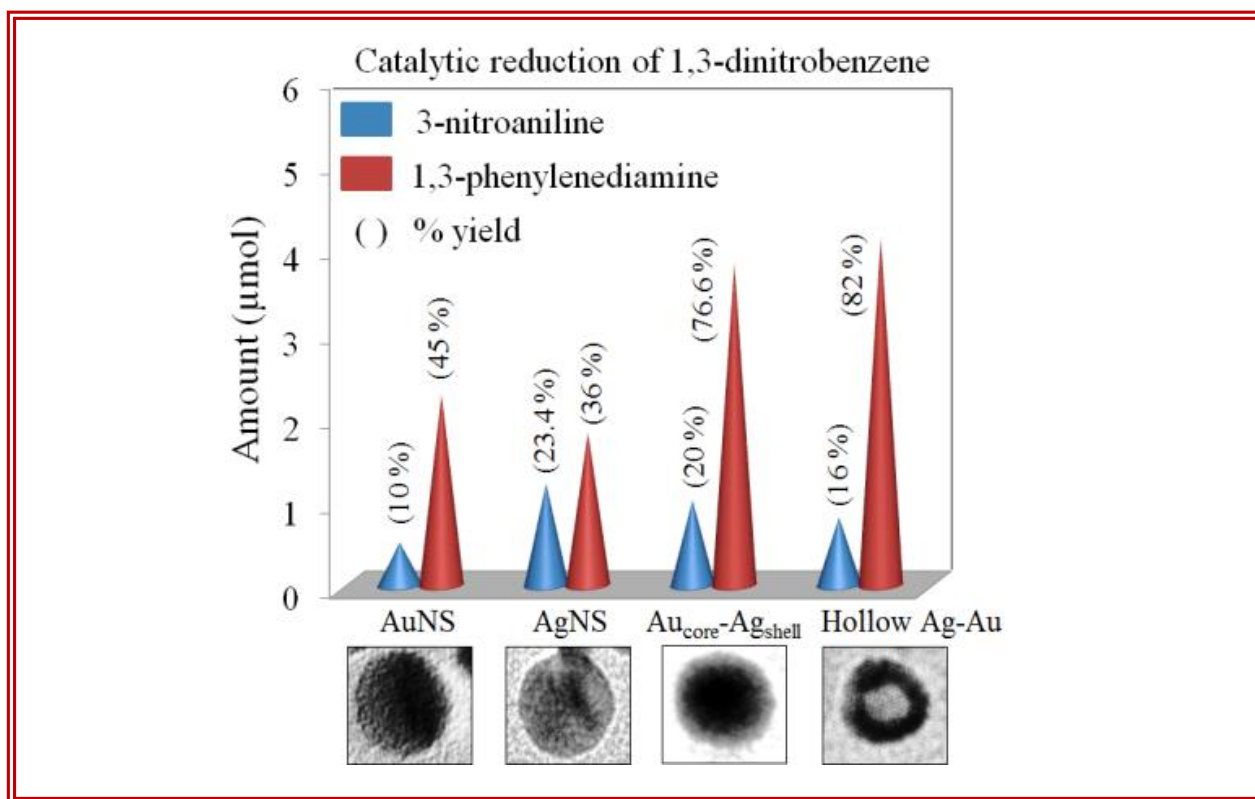 Catalytic reduction of 1,3-dinitrobenzene
6
3-nitroaniline
5
1,3-phenylenediamine
( ) % yield
4
3
2
1
0
Amount (µmol)
(10 %)
(45 %)
(23.4 %)
(36 %)
(20 %)
(76.6 %)
(16 %)
(82 %)
AuNS AgNS Aucore-Agshell Hollow Ag-Au